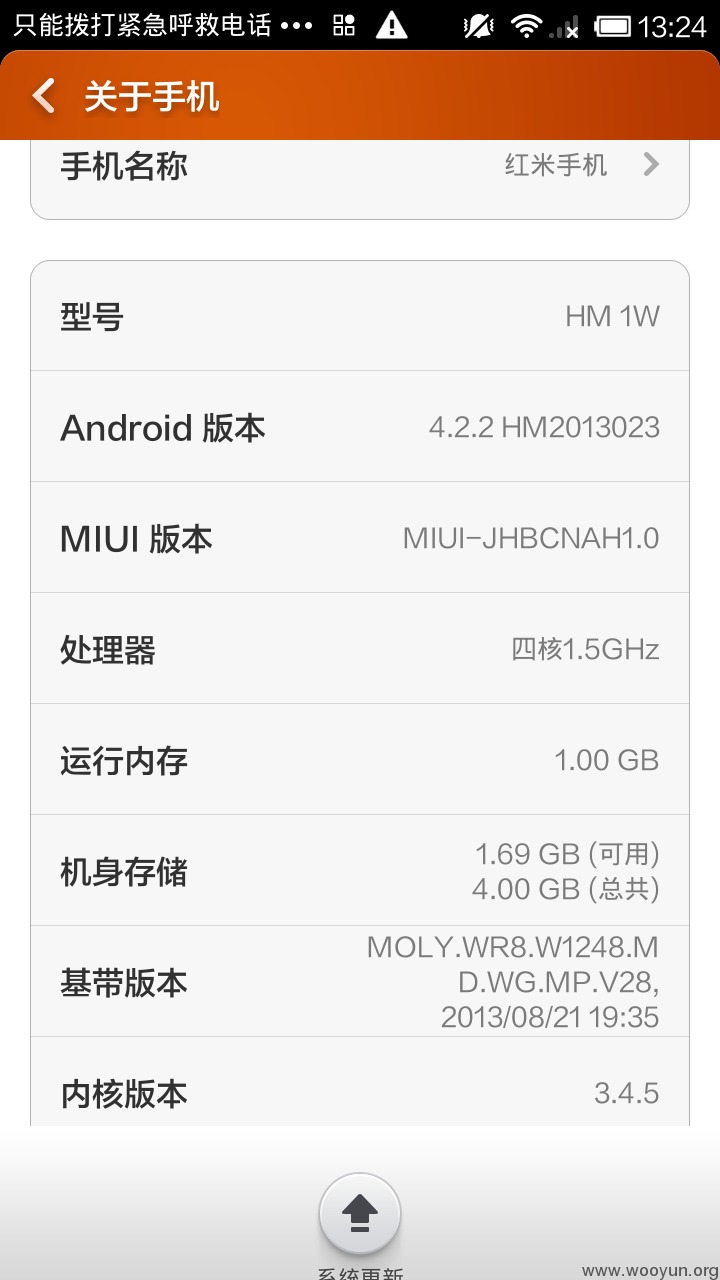 只能拨打紧急呼救电话 ••• 13:24
关于手机
手机名称 红米手机
型号 HM 1W
Android 版本 4.2.2 HM2013023
MIUI 版本 MIUI-JHBCNAH1.0
处理器 四核1.5GHz
运行内存 1.00 GB
机身存储 1.69 GB (可用)
4.00 GB (总共)
基带版本 MOLY.WR8.W1248.M
D.WG.MP.V28,
2013/08/21 19:35
内核版本 3.4.5
系统更新
www.wooyun.org